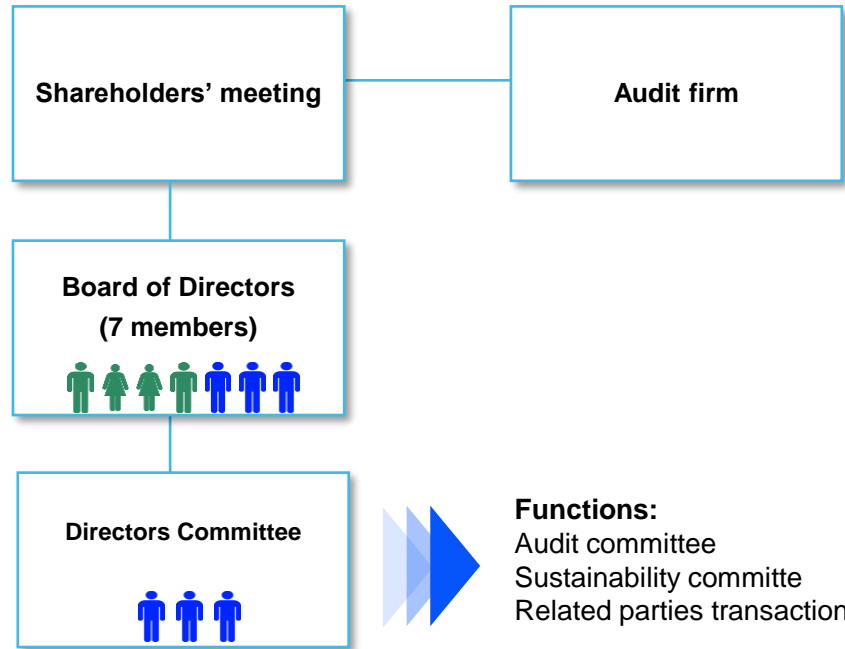 Shareholders' meeting
Audit firm
Board of Directors
(7 members)
Directors Committee
Functions:
Audit committee
Sustainability committe
Related parties transaction